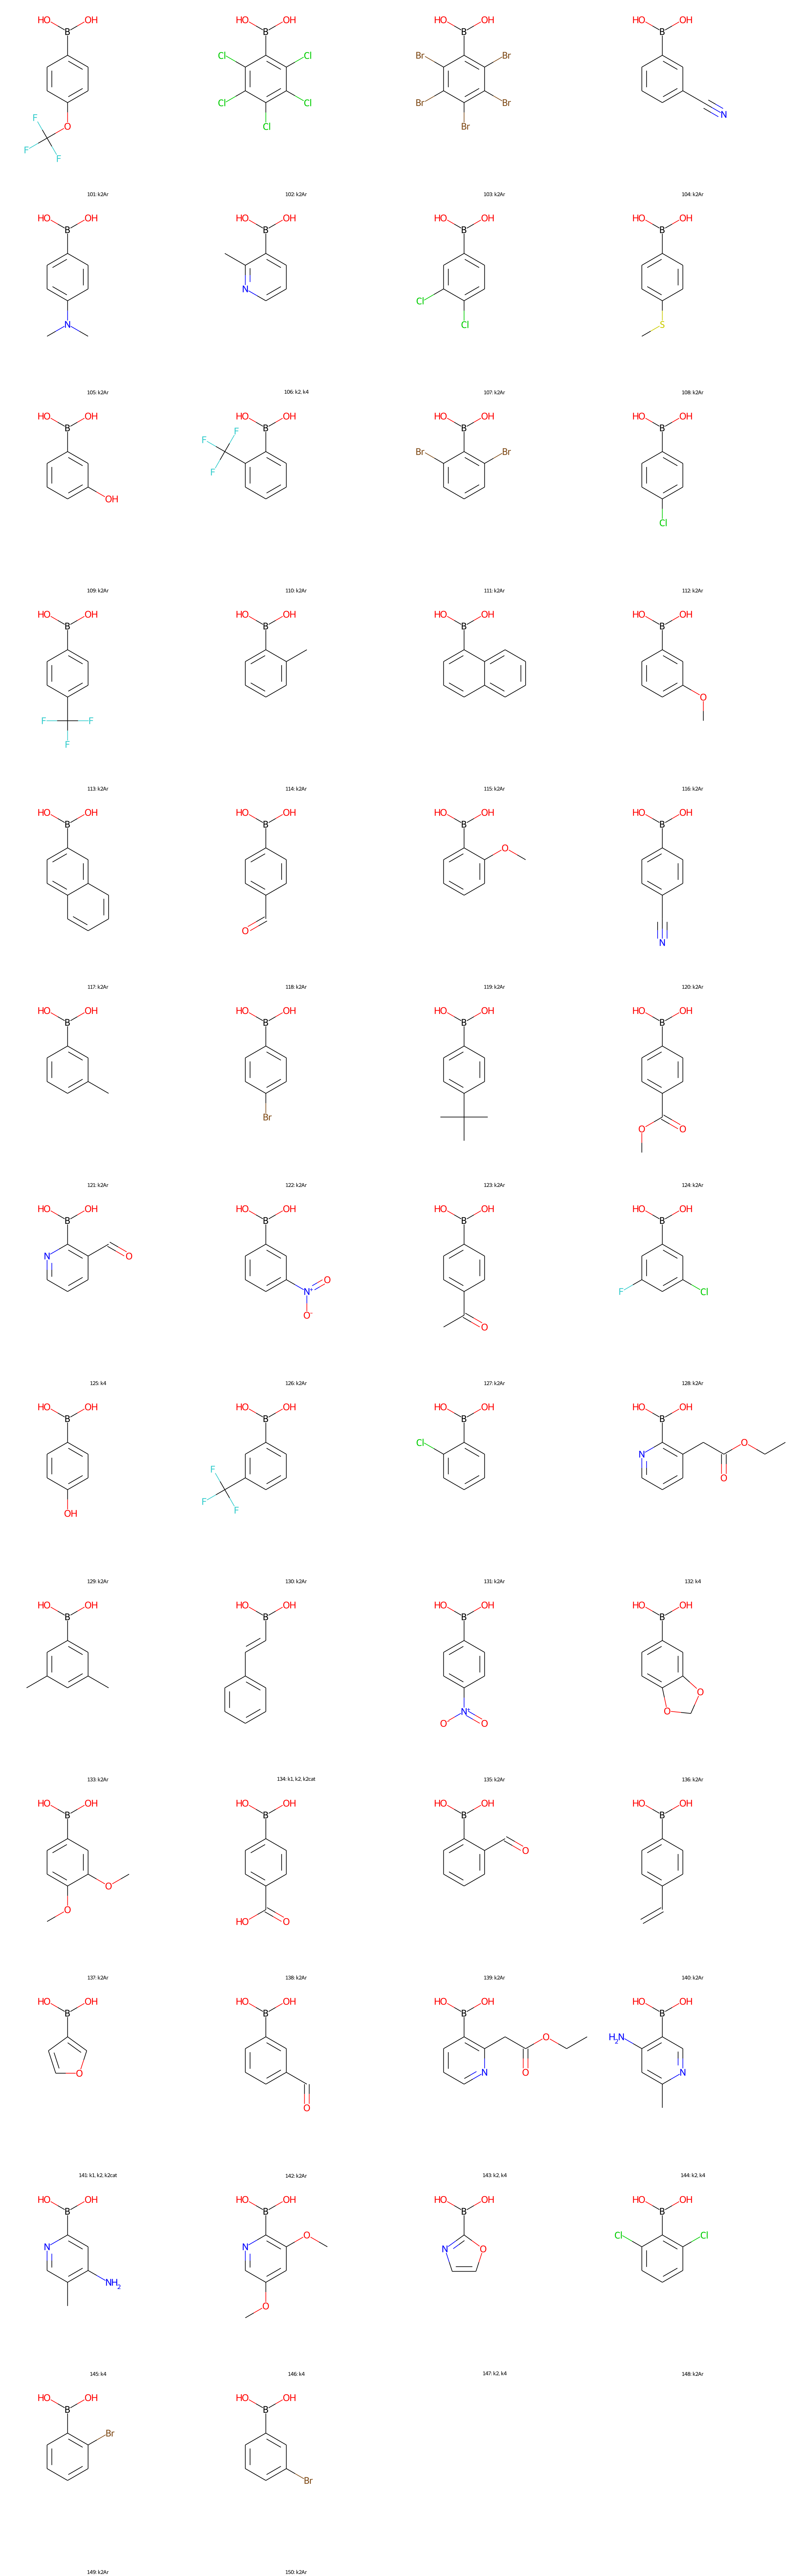 HO OH HO OH HO OH HO OH
B B B B
Cl Cl Br Br
Cl Cl Br Br
F O Cl Br N
F F
101: k2Ar 102: k2Ar 103: k2Ar 104: k2Ar
HO OH HO OH HO OH HO OH
B B B B
N Cl
N Cl S
105: k2Ar 106: k2, k4 107: k2Ar 108: k2Ar
HO OH HO OH HO OH HO OH
B F B B B
F Br Br
F
OH
Cl
109: k2Ar 110: k2Ar 111: k2Ar 112: k2Ar
HO OH HO OH HO OH HO OH
B B B B
O
F F
F
113: k2Ar 114: k2Ar 115: k2Ar 116: k2Ar
HO OH HO OH HO OH HO OH
B B B B
O
O
N
117: k2Ar 118: k2Ar 119: k2Ar 120: k2Ar
HO OH HO OH HO OH HO OH
B B B B
Br
O O
121: k2Ar 122: k2Ar 123: k2Ar 124: k2Ar
HO OH HO OH HO OH HO OH
B B B B
N O
N+ O F Cl
O-
O
125: k4 126: k2Ar 127: k2Ar 128: k2Ar
HO OH HO OH HO OH HO OH
B B B B
Cl O
N
F O
F F
OH
129: k2Ar 130: k2Ar 131: k2Ar 132: k4
HO OH HO OH HO OH HO OH
B B B B
O
N+ O
O- O
133: k2Ar 134: k1, k2, k2cat 135: k2Ar 136: k2Ar
HO OH HO OH HO OH HO OH
B B B B
O
O
O
HO O
137: k2Ar 138: k2Ar 139: k2Ar 140: k2Ar
HO OH HO OH HO OH HO OH
B B B B
O H2N
O N O N
O
141: k1, k2, k2cat 142: k2Ar 143: k2, k4 144: k2, k4
HO OH HO OH HO OH HO OH
B B B B
O Cl Cl
N N N O
NH2
O
145: k4 146: k4 147: k2, k4 148: k2Ar
HO OH HO OH
B B
Br
Br
149: k2Ar 150: k2Ar